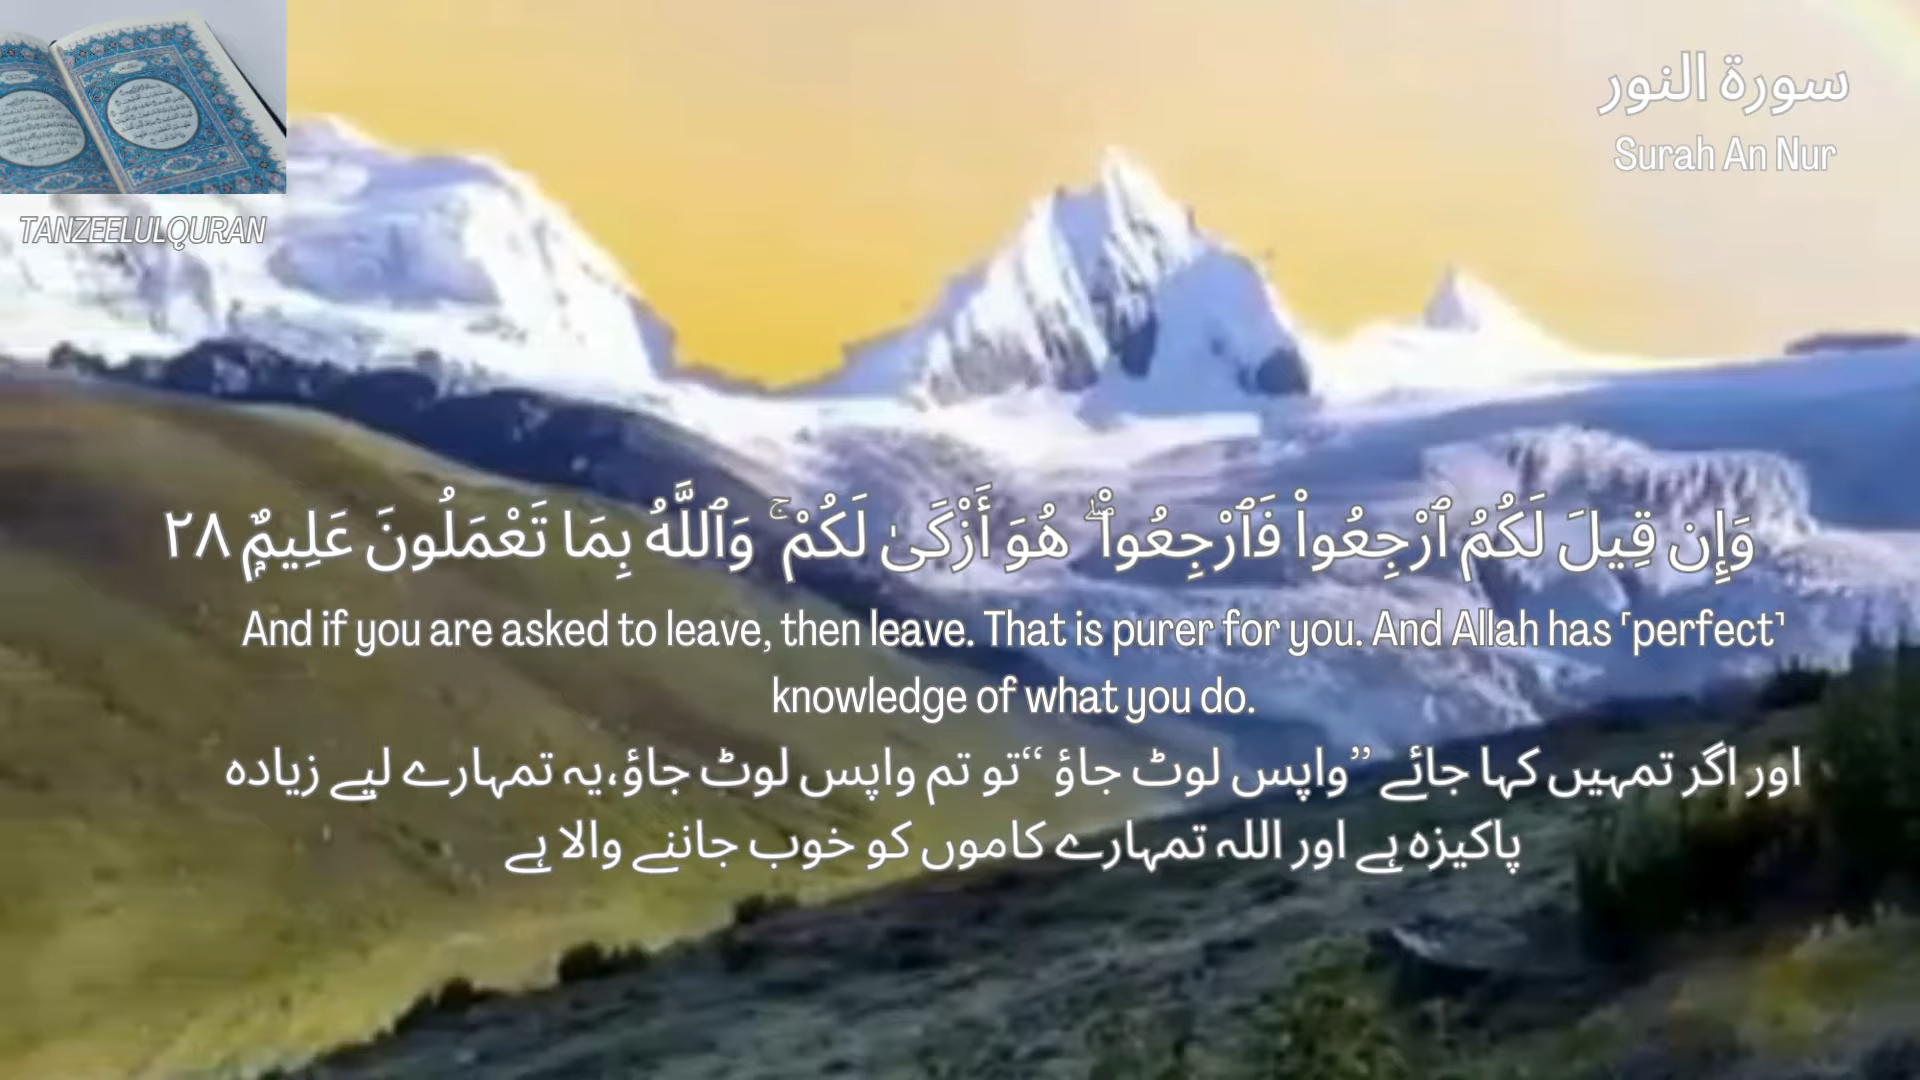 سورة النور
Surah An Nur
TANZEELULQURAN
وَإِن قِيلَ لَكُمُ ٱرْجِعُوا۟ فَٱرْجِعُوا۟ ۖ هُوَ أَزْكَىٰ لَكُمْ ۚ وَٱللَّهُ بِمَا تَعْمَلُونَ عَلِيمٌۭ ٢٨
And if you are asked to leave, then leave. That is purer for you. And Allah has ˹perfect˺
knowledge of what you do.
اور اگر تمہیں کہا جائے ”واپس لوٹ جاؤ “تو تم واپس لوٹ جاؤ،یہ تمہارے لیے زیادہ
پاکیزہ ہے اور اللہ تمہارے کاموں کو خوب جاننے والا ہے